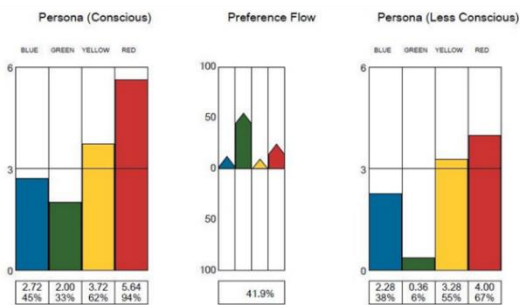 Persona (Conscious)
BLUE GREEN YELLOW RED
6
3
0
2.72 2.00 3.72 5.64
45% 33% 62% 94%
Preference Flow
100
50
0
50
100
41.9%
Persona (Less Conscious)
BLUE GREEN YELLOW RED
6
3
0
2.28 0.36 3.28 4.00
38% 6% 55% 67%